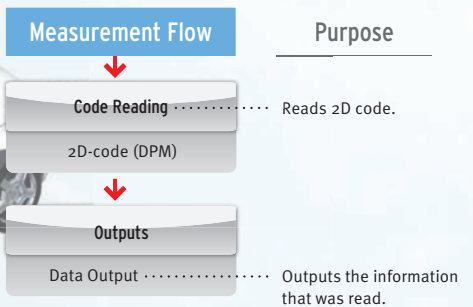 Measurement Flow Purpose
Code Reading ············· Reads 2D code.
2D-code (DPM)
Outputs
Data Output ················ Outputs the information
that was read.